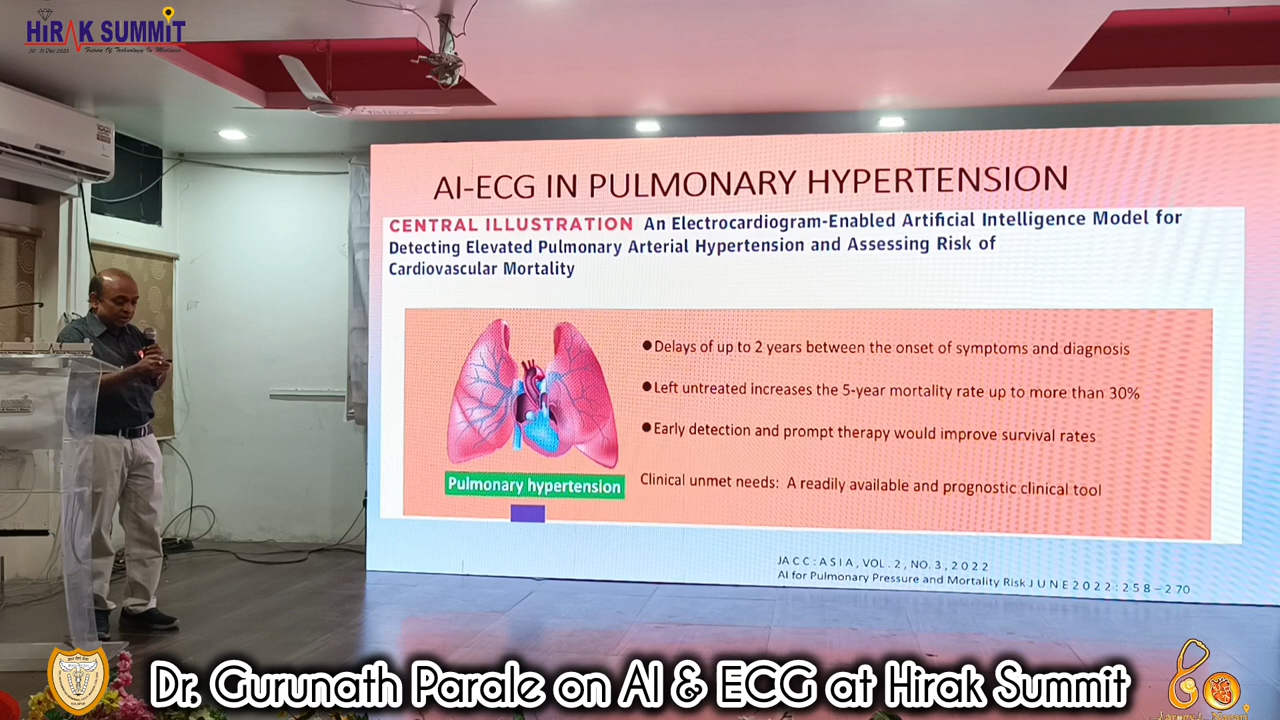 HiRAK SUMMIT
Future Of Technology In Medicine
AI-ECG IN PULMONARY HYPERTENSION
CENTRAL ILLUSTRATION An Electrocardiogram-Enabled Artificial Intelligence Model for
Detecting Elevated Pulmonary Arterial Hypertension and Assessing Risk of
Cardiovascular Mortality
●Delays of up to 2 years between the onset of symptoms and diagnosis
●Left untreated increases the 5-year mortality rate up to more than 30%
●Early detection and prompt therapy would improve survival rates
Pulmonary hypertension
Clinical unmet needs: A readily available and prognostic clinical tool
JACC: ASIA, VOL. 2, NO. 3, 2022
AI for Pulmonary Pressure and Mortality Risk JUNE 2022: 258-270
Dr. Gurunath Parale on AI & ECG at Hirak Summit